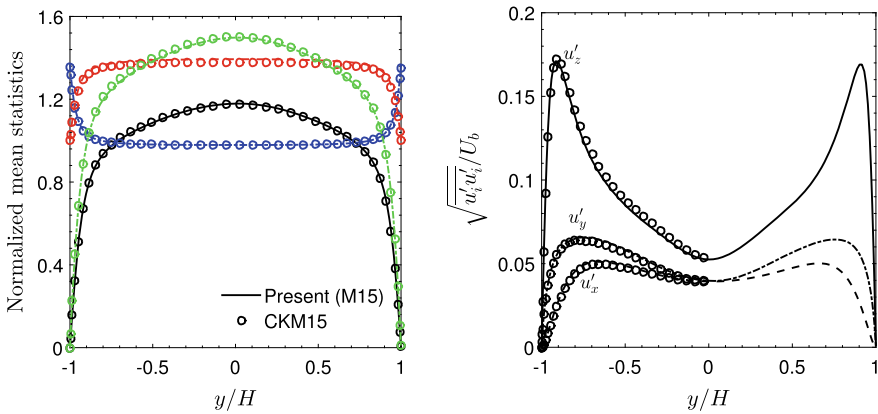 Normalized mean statistics
1.6
1.2
0.8
0.4
0
-1
-0.5
0
0.5
1
y/H
Present (M15)
CKM15
√u′ᵢu′ᵢ/U_b
0.2
0.15
0.1
0.05
0
-1
-0.5
0
0.5
1
y/H
u′_z
u′_y
u′_x